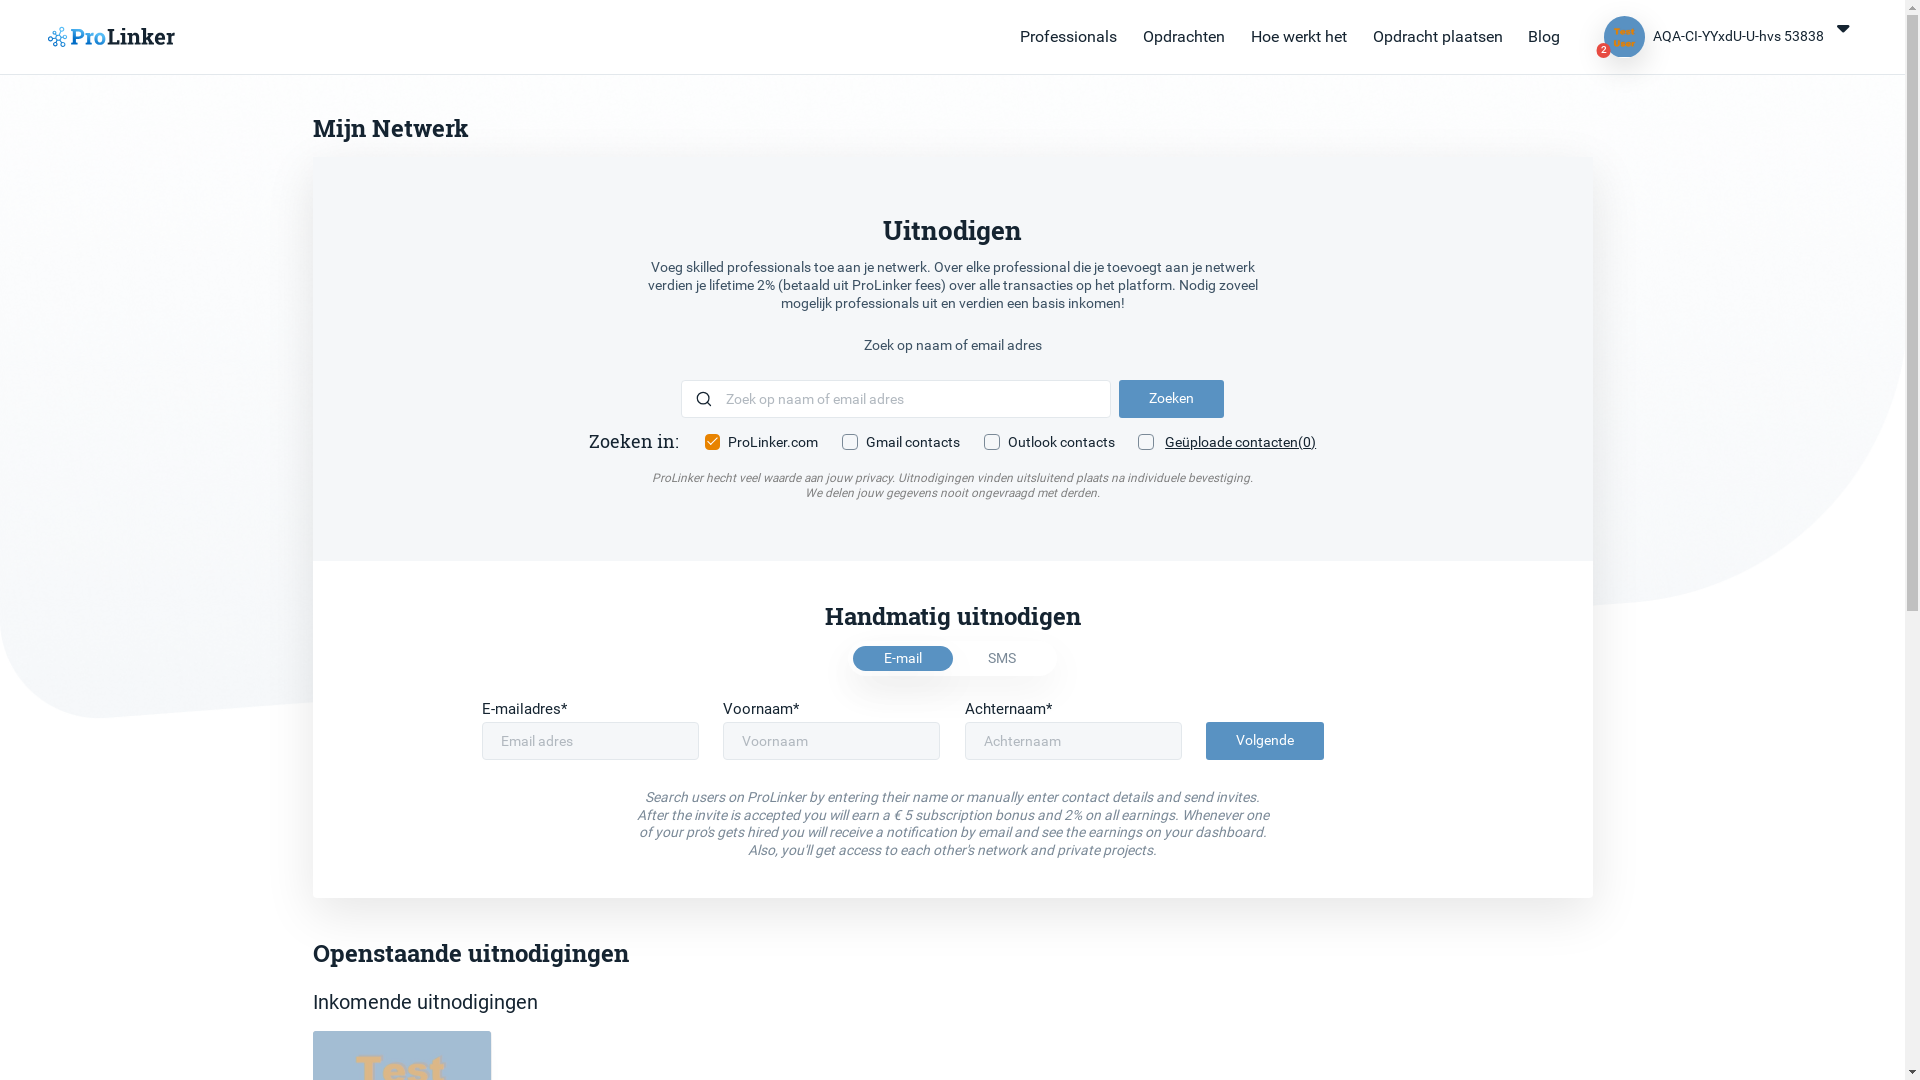 ProLinker
Professionals Opdrachten Hoe werkt het Opdracht plaatsen Blog
Test
User
2
AQA-CI-YYxdU-U-hvs 53838
Mijn Netwerk
Uitnodigen
Voeg skilled professionals toe aan je netwerk. Over elke professional die je toevoegt aan je netwerk
verdien je lifetime 2% (betaald uit ProLinker fees) over alle transacties op het platform. Nodig zoveel
mogelijk professionals uit en verdien een basis inkomen!
Zoek op naam of email adres
Zoek op naam of email adres Zoeken
Zoeken in: ProLinker.com Gmail contacts Outlook contacts Geüploade contacten(0)
ProLinker hecht veel waarde aan jouw privacy. Uitnodigingen vinden uitsluitend plaats na individuele bevestiging.
We delen jouw gegevens nooit ongevraagd met derden.
Handmatig uitnodigen
E-mail SMS
E-mailadres* Voornaam* Achternaam*
Email adres Voornaam Achternaam Volgende
Search users on ProLinker by entering their name or manually enter contact details and send invites.
After the invite is accepted you will earn a € 5 subscription bonus and 2% on all earnings. Whenever one
of your pro's gets hired you will receive a notification by email and see the earnings on your dashboard.
Also, you'll get access to each other's network and private projects.
Openstaande uitnodigingen
Inkomende uitnodigingen
Test